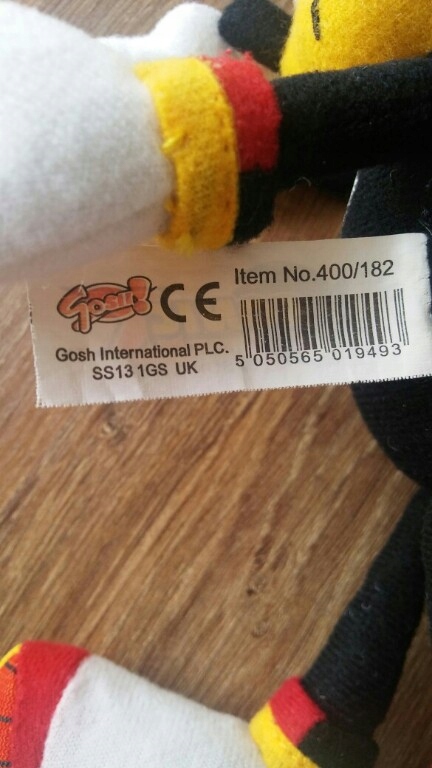 Gosh!
CE
Item No.400/182
Gosh International PLC.
SS13 1GS UK
5 050565 019493